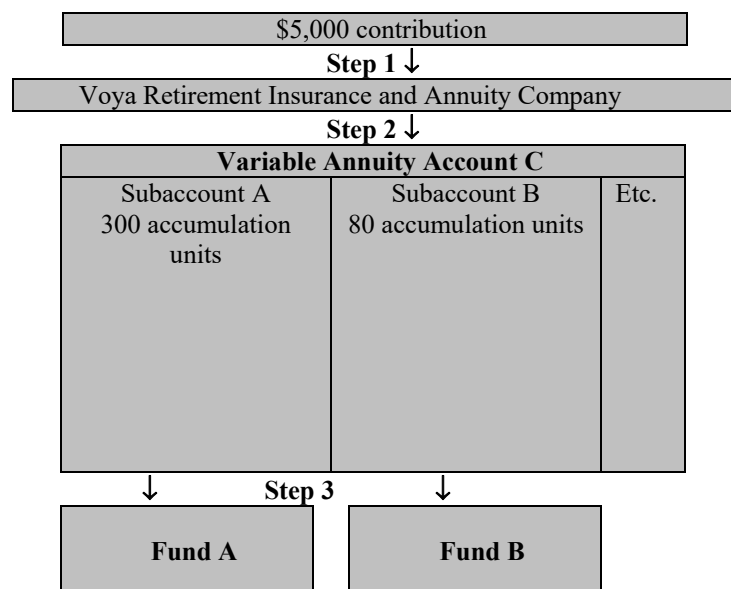 $5,000 contribution
Step 1 ↓
Voya Retirement Insurance and Annuity Company
Step 2 ↓
Variable Annuity Account C
Subaccount A
300 accumulation
units
Subaccount B
80 accumulation units
Etc.
↓ Step 3 ↓
Fund A
Fund B